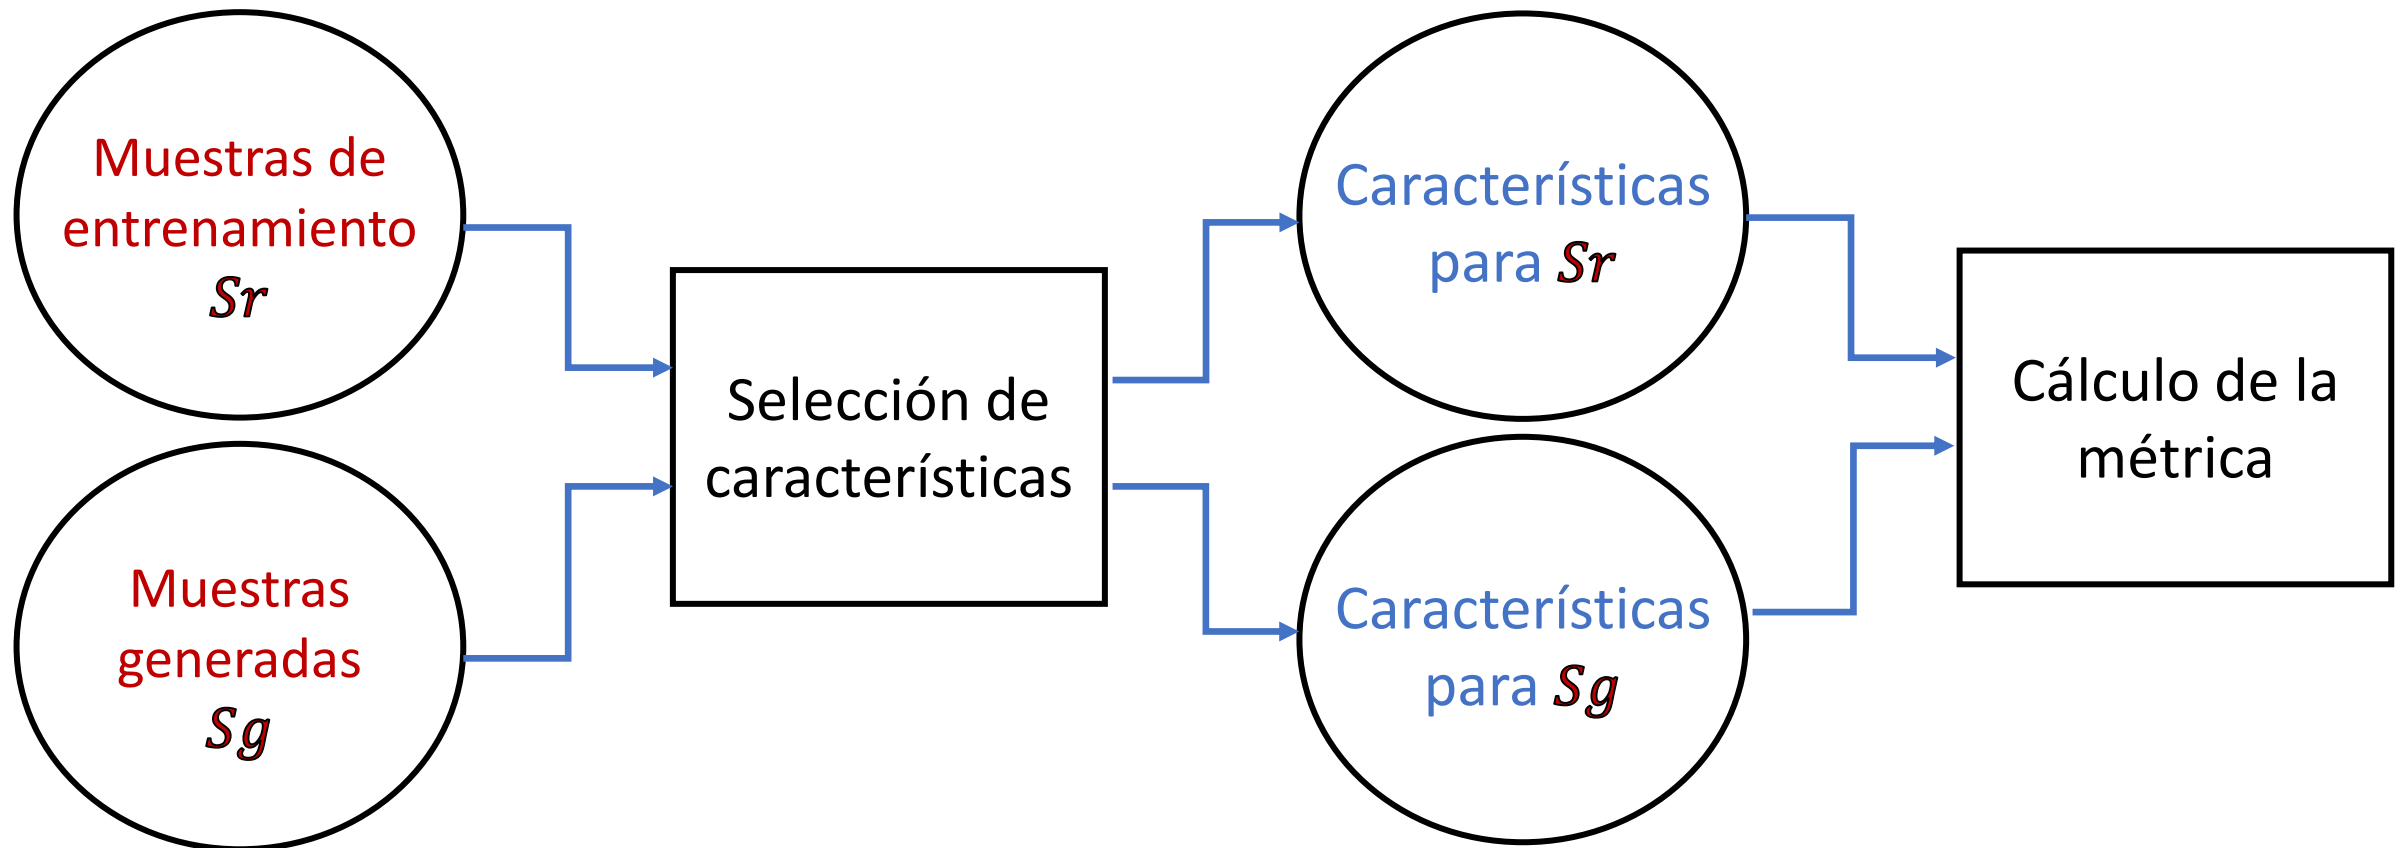 Muestras de
entrenamiento
Sr
Muestras
generadas
Sg
Selección de
características
Características
para Sr
Características
para Sg
Cálculo de la
métrica